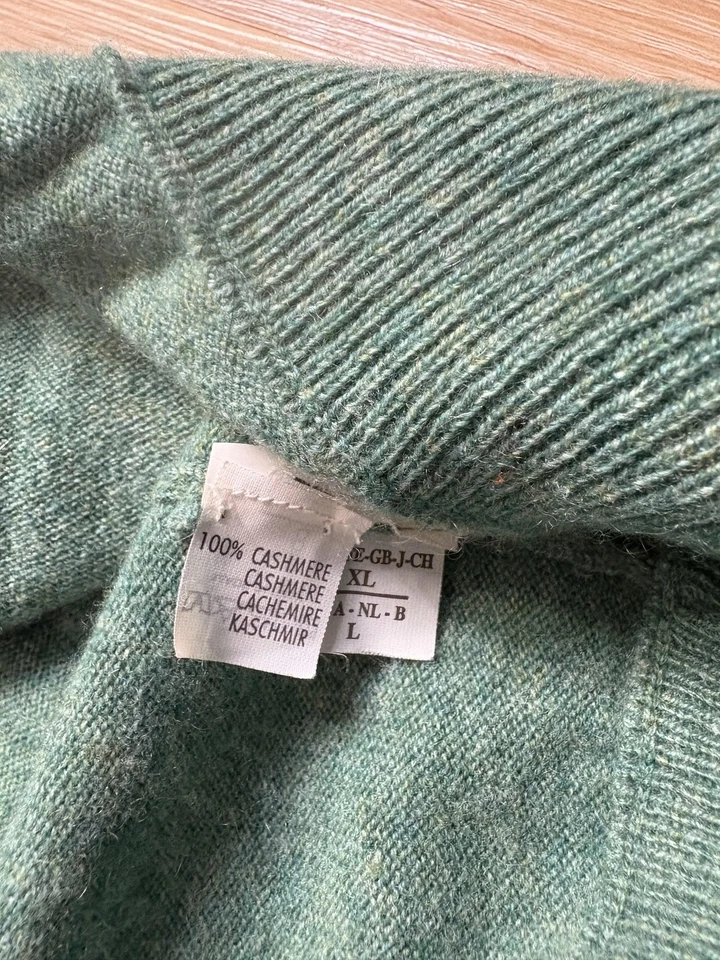 100% CASHMERE
CASHMERE
CACHEMIRE
KASCHMIR
-GB-J-CH
XL
A - NL - B
L